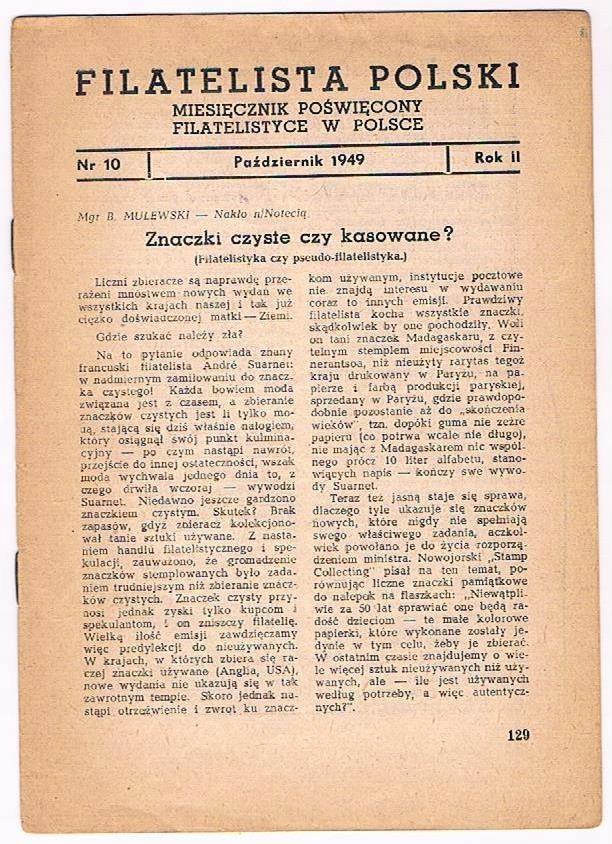 FILATELISTA POLSKI
MIESIĘCZNIK POŚWIĘCONY
FILATELISTYCE W POLSCE
Nr 10 Październik 1949 Rok II
Mgr B. MULEWSKI — Nakło n/Notecią.
Znaczki czyste czy kasowane?
(Filatelistyka czy pseudo-filatelistyka.)
Liczni zbieracze są naprawdę prze-
rażeni mnóstwem nowych wydań we
wszystkich krajach naszej i tak już
ciężko doświadczonej matki — Ziemi.
Gdzie szukać należy zła?
Na to pytanie odpowiada znany
francuski filatelista André Suarnet:
w nadmiernym zamiłowaniu do znacz-
ka czystego! Każda bowiem moda
związana jest z czasem, a zbieranie
znaczków czystych jest li tylko mo-
dą, stającą się dziś właśnie nałogiem,
który osiągnął swój punkt kulmina-
cyjny — po czym nastąpi nawrót,
przejście do innej ostateczności, wszak
moda wychwala jednego dnia to, z
czego drwiła wczoraj — wywodzi
Suarnet. Niedawno jeszcze gardzono
znaczkiem czystym. Skutek? Brak
zapasów, gdyż zbieracz kolekcjono-
wał tanie sztuki używane. Z nasta-
niem handlu filatelistycznego i spe-
kulacji, zauważono, że gromadzenie
znaczków stemplowanych było zada-
niem trudniejszym niż zbieranie znacz-
ków czystych. Znaczek czysty przy-
nosi jednak zyski tylko kupcom i
spekulantom, i on zniszczy filatelię.
Wielką ilość emisji zawdzięczamy
więc predylekcji do nieużywanych.
W krajach, w których zbiera się ra-
czej znaczki używane (Anglia, USA),
nowe wydania nie ukazują się w tak
zawrotnym tempie. Skoro jednak na-
stąpi otrzeźwienie i zwrot ku znacz-
kom używanym, instytucje pocztowe
nie znajdą interesu w wydawaniu
coraz to innych emisji. Prawdziwy
filatelista kocha wszystkie znaczki,
skądkolwiek by one pochodziły. Woli
on tani znaczek Madagaskaru, z czy-
telnym stemplem miejscowości Fin-
nerantsoa, niż nieużyty rarytas tegoż
kraju drukowany w Paryżu, na pa-
pierze i farbą produkcji paryskiej,
sprzedany w Paryżu, gdzie prawdopo-
dobnie pozostanie aż do „skończenia
wieków", tzn. dopóki guma nie zeżre
papieru (co potrwa wcale nie długo),
nie mając z Madagaskarem nic wspól-
nego prócz 10 liter alfabetu, stano-
wiących napis — kończy swe wywo-
dy Suarnet.
Teraz też jasną staje się sprawa,
dlaczego tyle ukazuje się znaczków
nowych, które nigdy nie spełniają
swego właściwego zadania, aczkol-
wiek powołano je do życia rozporzą-
dzeniem ministra. Nowojorski „Stamp
Collecting" pisał na ten temat, po-
równując liczne znaczki pamiątkowe
do nalepek na flaszkach: „Niewątpli-
wie za 50 lat sprawiać one będą ra-
dość dzieciom — te małe kolorowe
papierki, które wykonane zostały je-
dynie w tym celu, żeby je zbierać.
W ostatnim czasie znajdujemy o wie-
le więcej sztuk nieużywanych niż uży-
wanych, ale — ile jest używanych
według potrzeby, a więc autentycz-
nych?".
129